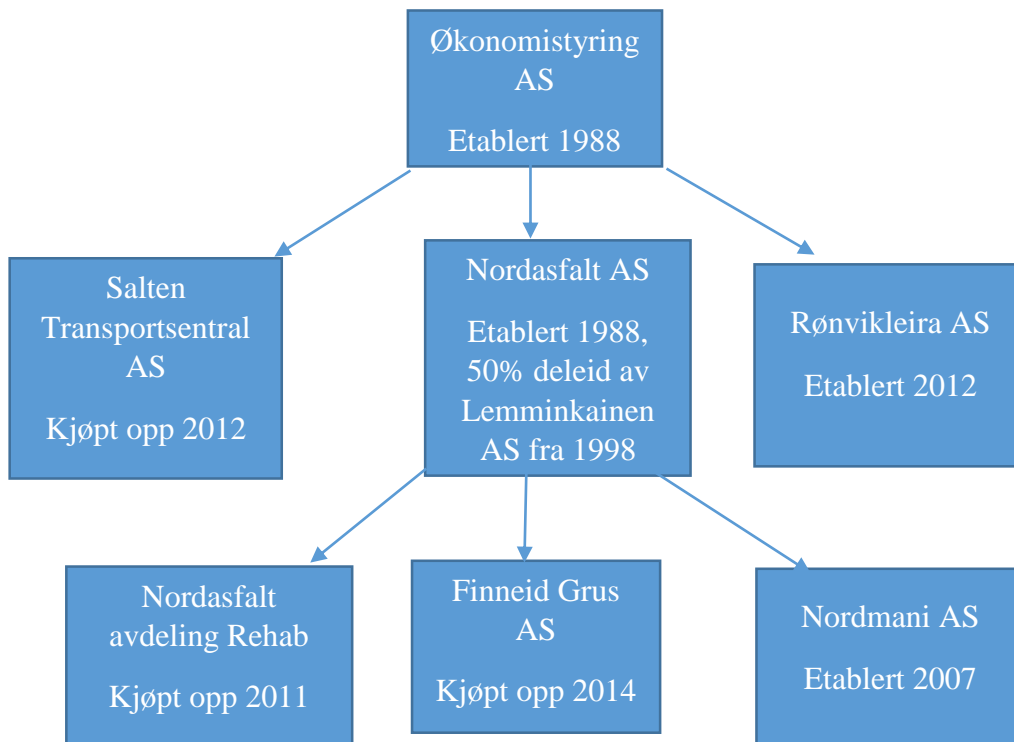 Økonomistyring
AS
Etablert 1988
Salten
Transportsentral
AS
Kjøpt opp 2012
Nordasfalt AS
Etablert 1988,
50% deleid av
Lemminkainen
AS fra 1998
Rønvikleira AS
Etablert 2012
Nordasfalt
avdeling Rehab
Kjøpt opp 2011
Finneid Grus
AS
Kjøpt opp 2014
Nordmani AS
Etablert 2007